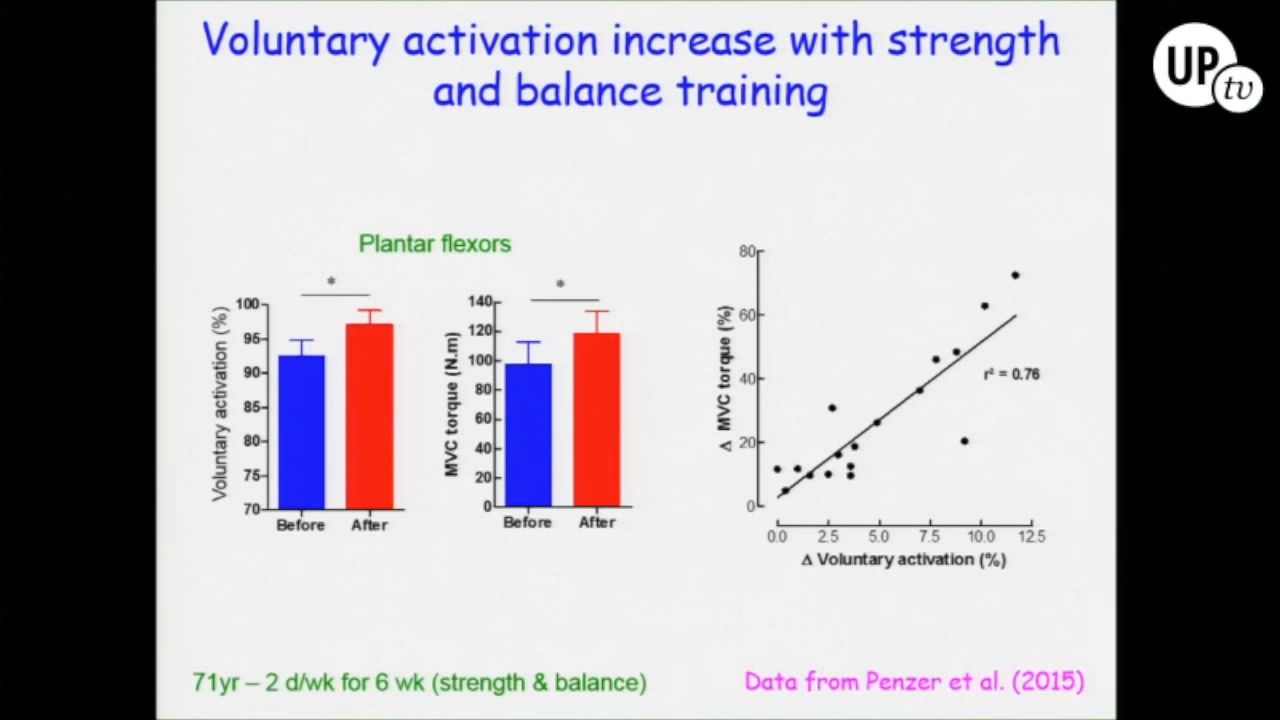 Voluntary activation increase with strength
and balance training
UP
tv
Plantar flexors
*
Voluntary activation (%)
100
95
90
85
80
75
70
Before After
*
MVC torque (N.m)
140
120
100
80
60
40
20
0
Before After
Δ MVC torque (%)
80
60
40
20
0
r² = 0.76
0.0 2.5 5.0 7.5 10.0 12.5
Δ Voluntary activation (%)
71yr – 2 d/wk for 6 wk (strength & balance)
Data from Penzer et al. (2015)